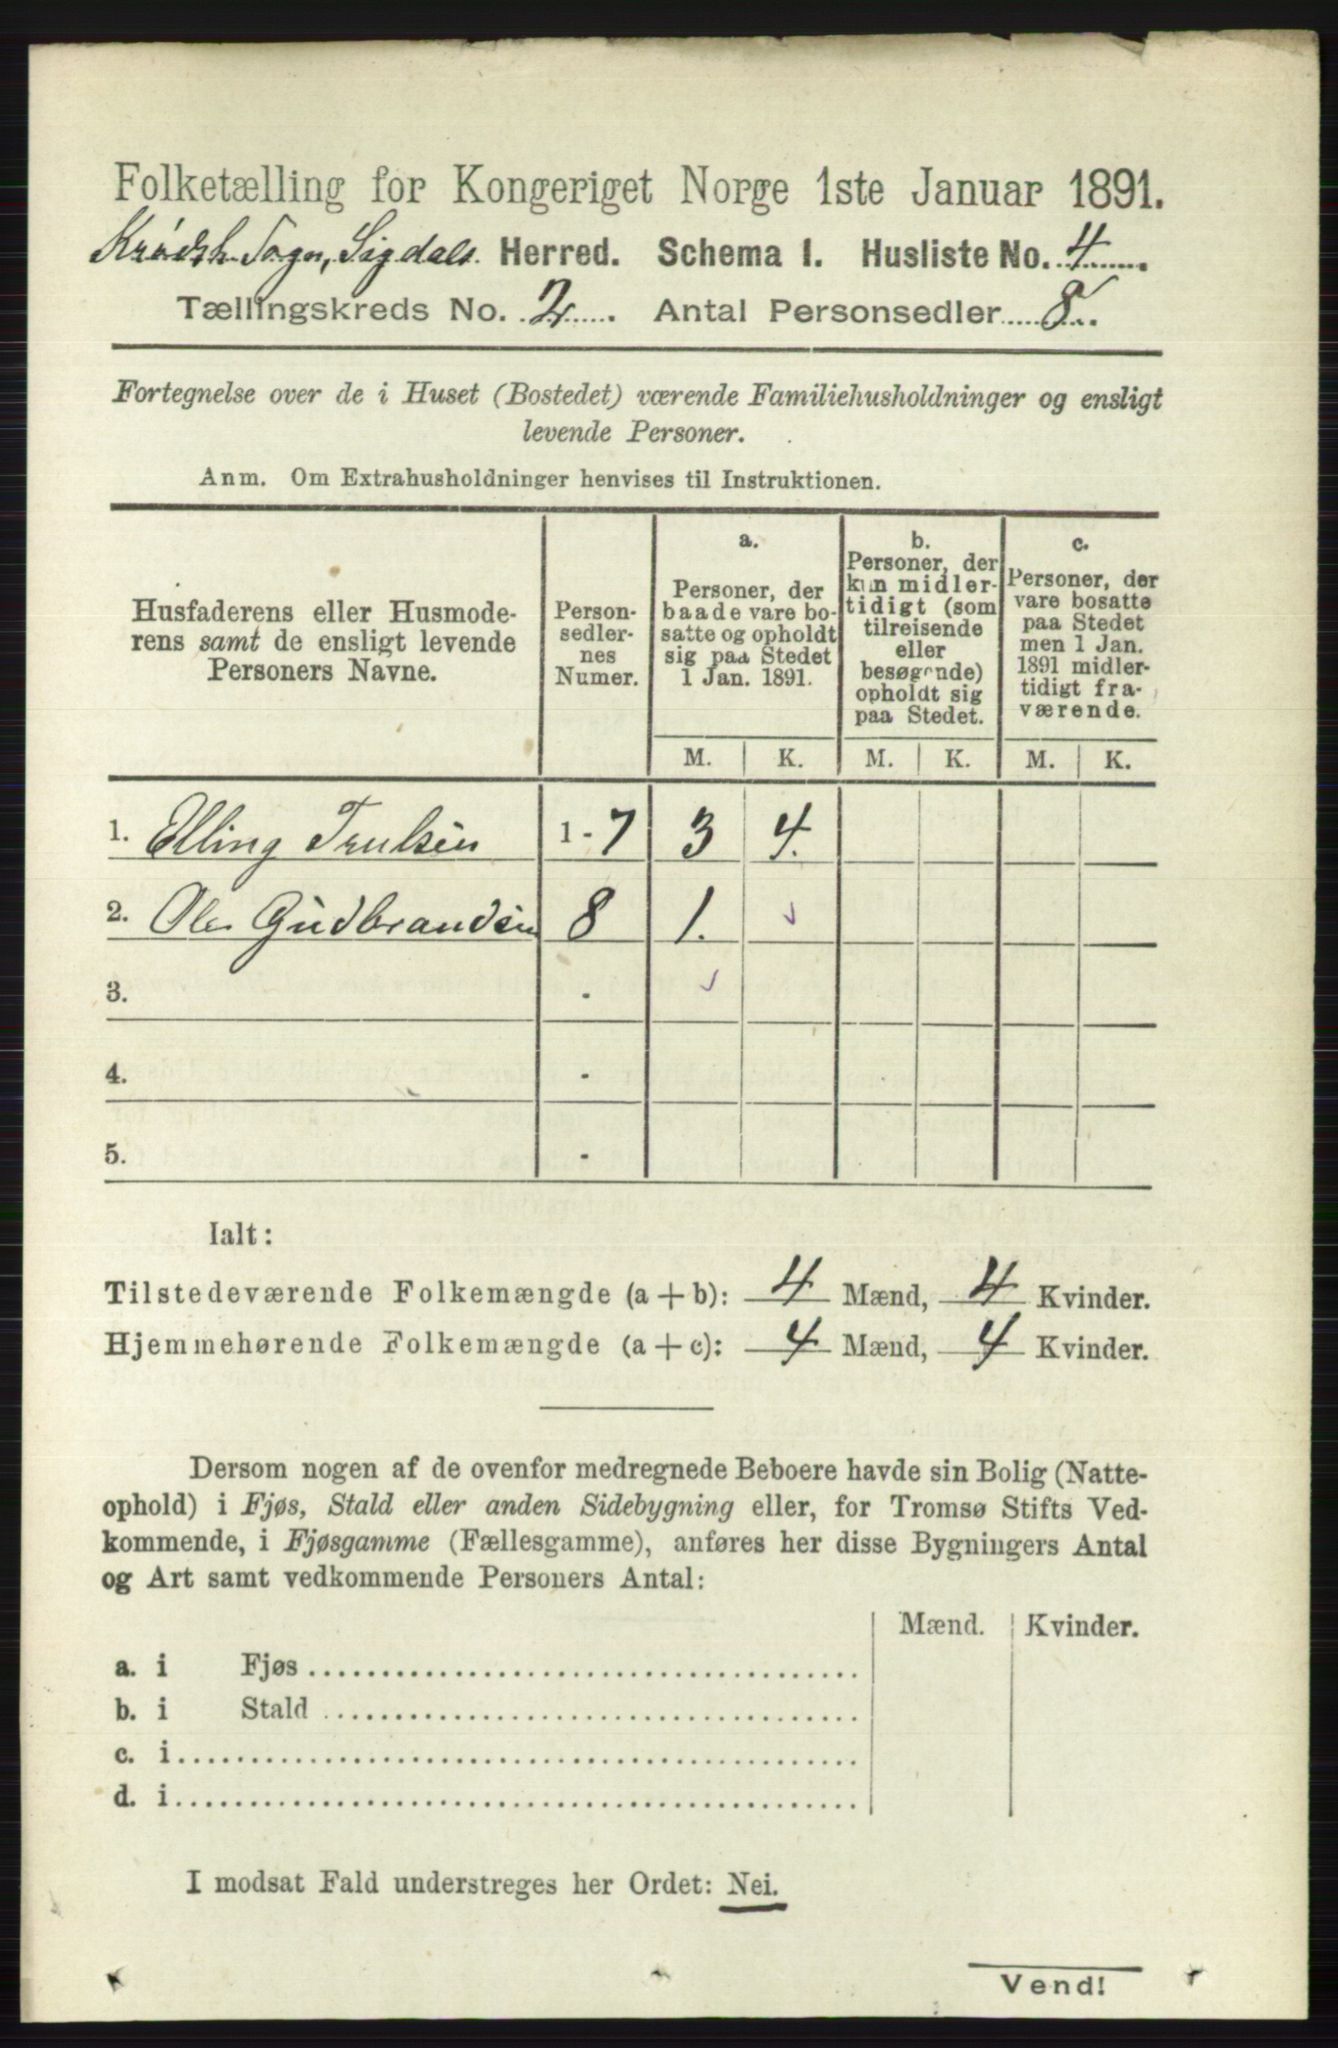 Folketælling for Kongeriget Norge 1ste Januar 1891.
Krødsh. Sogn, Sigdals Herred. Schema 1. Husliste No. 4
Tællingskreds No. 2. Antal Personsedler 8.
Fortegnelse over de i Huset (Bostedet) værende Familiehusholdninger og ensligt
levende Personer.
Anm. Om Extrahusholdninger henvises til Instruktionen.
Husfaderens eller Husmode-
rens samt de ensligt levende
Personers Navne.
Person-
sedler-
nes
Numer.
a.
Personer, der
baade vare bo-
satte og opholdt
sig paa Stedet
1 Jan. 1891.
b.
Personer, der
kun midler-
tidigt (som
tilreisende
eller
besøgende)
opholdt sig
paa Stedet.
c.
Personer, der
vare bosatte
paa Stedet
men 1 Jan.
1891 midler-
tidigt fra-
værende.
M. K. M. K. M. K.
1. Elling Trulsen 1 - 7 3 4.
2. Ole Gudbrandsen 8 1.
3. -
4. -
5. -
Ialt:
Tilstedeværende Folkemængde (a + b): 4 Mænd, 4 Kvinder.
Hjemmehørende Folkemængde (a + c): 4 Mænd, 4 Kvinder.
Dersom nogen af de ovenfor medregnede Beboere havde sin Bolig (Natte-
ophold) i Fjøs, Stald eller anden Sidebygning eller, for Tromsø Stifts Ved-
kommende, i Fjøsgamme (Fællesgamme), anføres her disse Bygningers Antal
og Art samt vedkommende Personers Antal:
Mænd. Kvinder.
a. i Fjøs
b. i Stald
c. i
d. i
I modsat Fald understreges her Ordet: Nei.
Vend!